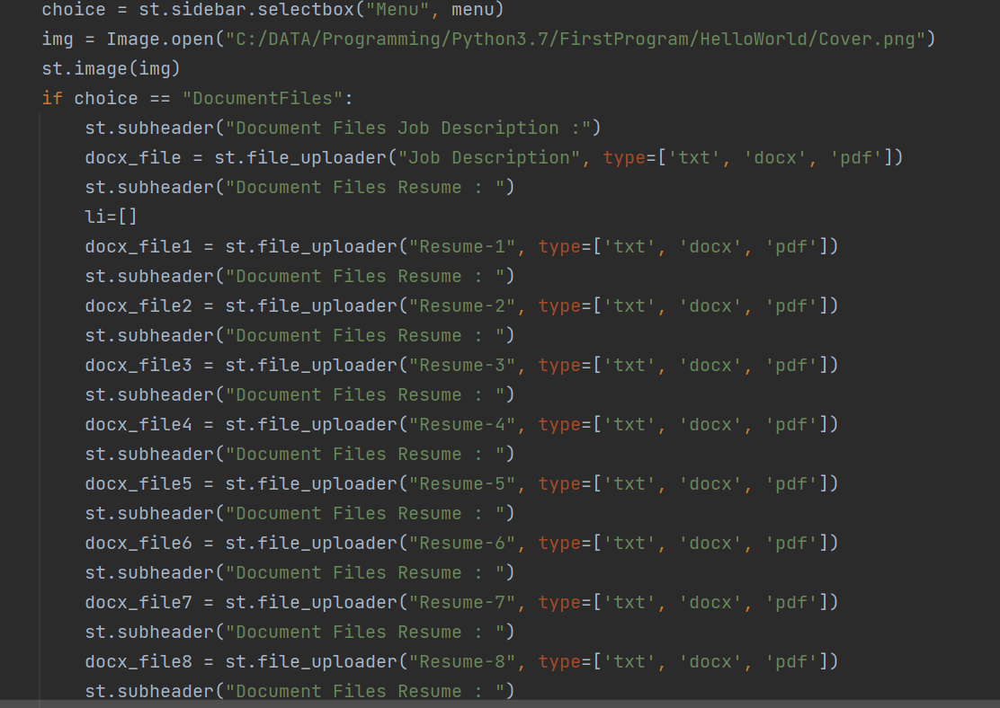 choice = st.sidebar.selectbox("Menu", menu)
img = Image.open("C:/DATA/Programming/Python3.7/FirstProgram/HelloWorld/Cover.png")
st.image(img)
if choice == "DocumentFiles":
    st.subheader("Document Files Job Description :")
    docx_file = st.file_uploader("Job Description", type=['txt', 'docx', 'pdf'])
    st.subheader("Document Files Resume : ")
    li=[]
    docx_file1 = st.file_uploader("Resume-1", type=['txt', 'docx', 'pdf'])
    st.subheader("Document Files Resume : ")
    docx_file2 = st.file_uploader("Resume-2", type=['txt', 'docx', 'pdf'])
    st.subheader("Document Files Resume : ")
    docx_file3 = st.file_uploader("Resume-3", type=['txt', 'docx', 'pdf'])
    st.subheader("Document Files Resume : ")
    docx_file4 = st.file_uploader("Resume-4", type=['txt', 'docx', 'pdf'])
    st.subheader("Document Files Resume : ")
    docx_file5 = st.file_uploader("Resume-5", type=['txt', 'docx', 'pdf'])
    st.subheader("Document Files Resume : ")
    docx_file6 = st.file_uploader("Resume-6", type=['txt', 'docx', 'pdf'])
    st.subheader("Document Files Resume : ")
    docx_file7 = st.file_uploader("Resume-7", type=['txt', 'docx', 'pdf'])
    st.subheader("Document Files Resume : ")
    docx_file8 = st.file_uploader("Resume-8", type=['txt', 'docx', 'pdf'])
    st.subheader("Document Files Resume : ")